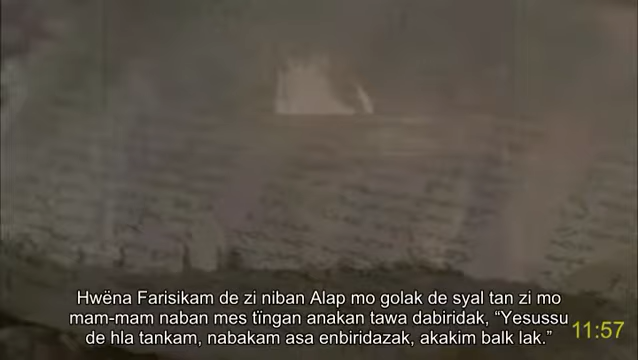 Hwëna Farisikam de zi niban Alap mo golak de syal tan zi mo
mam-mam naban mes tïngan anakan tawa dabiridak, “Yesussu
de hla tankam, nabakam asa enbiridazak, akakim balk lak.”
11:57